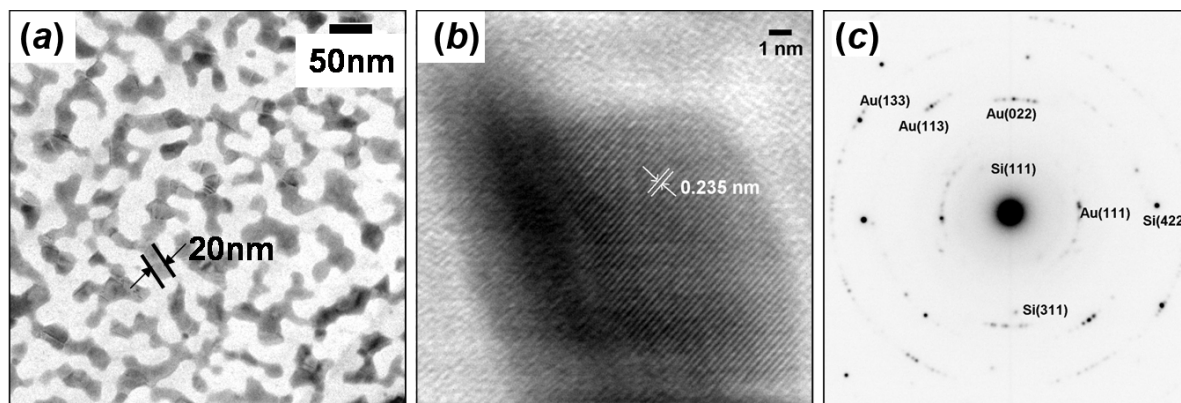 (a)
50nm
20nm
(b)
1 nm
0.235 nm
(c)
Au(133)
Au(113)
Au(022)
Si(111)
Au(111)
Si(422
Si(311)